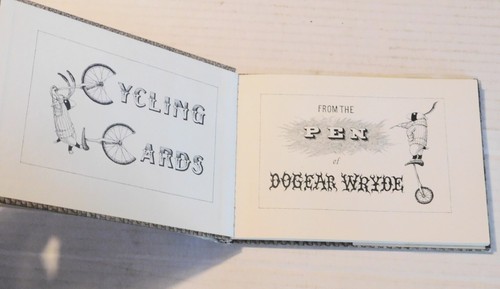 CYCLING
CARDS
FROM THE
PEN
of
DOGEAR WRYDE